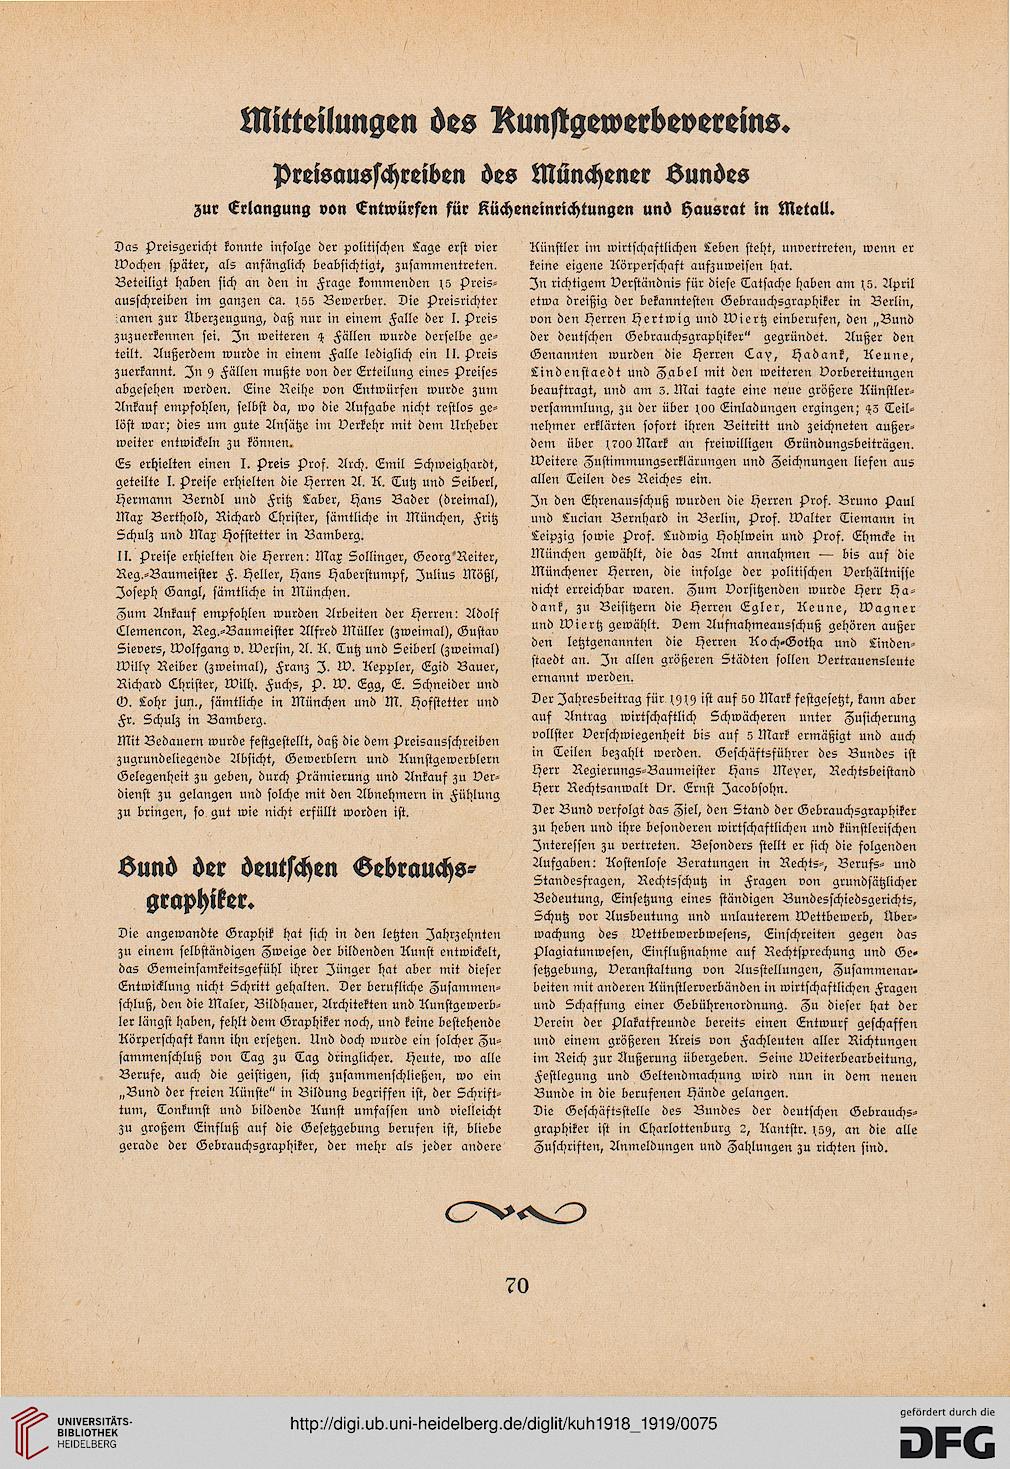 Mitteilungen des Kunstgewerbevereins.
Preisausschreiben des Münchener Bundes
zur Erlangung von Entwürfen für Kücheneinrichtungen und Hausrat in Metall.
Das Preisgericht konnte infolge der politischen Lage erst vier
Wochen später, als anfänglich beabsichtigt, zusammentreten.
Beteiligt haben sich an den in Frage kommenden 15 Preis-
ausschreiben im ganzen ca. 155 Bewerber. Die Preisrichter
amen zur Überzeugung, daß nur in einem Falle der I. Preis
zuzuerkennen sei. In weiteren 4 Fällen wurde derselbe ge-
teilt. Außerdem wurde in einem Falle lediglich ein II. Preis
zuerkannt. In 9 Fällen mußte von der Erteilung eines Preises
abgesehen werden. Eine Reihe von Entwürfen wurde zum
Ankauf empfohlen, selbst da, wo die Aufgabe nicht restlos ge-
löst war; dies um gute Ansätze im Verkehr mit dem Urheber
weiter entwickeln zu können.
Es erhielten einen I. Preis Prof. Arch. Emil Schweighardt,
geteilte I. Preise erhielten die Herren A. K. Tutz und Seiberl,
Hermann Berndl und Fritz Laber, Hans Bader (dreimal),
Max Berthold, Richard Christer, sämtliche in München, Fritz
Schulz und Max Hofstetter in Bamberg.
II. Preise erhielten die Herren: Max Sollinger, Georg Reiter,
Reg.-Baumeister F. Heller, Hans Haberstumpf, Julius Mößl,
Joseph Gangl, sämtliche in München.
Zum Ankauf empfohlen wurden Arbeiten der Herren: Adolf
Clemencon, Reg.-Baumeister Alfred Müller (zweimal), Gustav
Sievers, Wolfgang v. Wersin, A. K. Tutz und Seiberl (zweimal)
Willy Reiber (zweimal), Franz J. W. Keppler, Egid Bauer,
Richard Christer, Wilh. Fuchs, P. W. Egg, E. Schneider und
O. Lohr jun., sämtliche in München und M. Hofstetter und
Fr. Schulz in Bamberg.
Mit Bedauern wurde festgestellt, daß die dem Preisausschreiben
zugrundeliegende Absicht, Gewerblern und Kunstgewerblern
Gelegenheit zu geben, durch Prämierung und Ankauf zu Ver-
dienst zu gelangen und solche mit den Abnehmern in Fühlung
zu bringen, so gut wie nicht erfüllt worden ist.
Bund der deutschen Gebrauchs-
graphiker.
Die angewandte Graphik hat sich in den letzten Jahrzehnten
zu einem selbständigen Zweige der bildenden Kunst entwickelt,
das Gemeinsamkeitsgefühl ihrer Jünger hat aber mit dieser
Entwicklung nicht Schritt gehalten. Der berufliche Zusammen-
schluß, den die Maler, Bildhauer, Architekten und Kunstgewerb-
ler längst haben, fehlt dem Graphiker noch, und keine bestehende
Körperschaft kann ihn ersetzen. Und doch wurde ein solcher Zu-
sammenschluß von Tag zu Tag dringlicher. Heute, wo alle
Berufe, auch die geistigen, sich zusammenschließen, wo ein
„Bund der freien Künste“ in Bildung begriffen ist, der Schrift-
tum, Tonkunst und bildende Kunst umfassen und vielleicht
zu großem Einfluß auf die Gesetzgebung berufen ist, bliebe
gerade der Gebrauchsgraphiker, der mehr als jeder andere
Künstler im wirtschaftlichen Leben steht, unvertreten, wenn er
keine eigene Körperschaft aufzuweisen hat.
In richtigem Verständnis für diese Tatsache haben am 15. April
etwa dreißig der bekanntesten Gebrauchsgraphiker in Berlin,
von den Herren Hertwig und Wiertz einberufen, den „Bund
der deutschen Gebrauchsgraphiker“ gegründet. Außer den
Genannten wurden die Herren Cay, Hadank, Keune,
Lindenstaedt und Zabel mit den weiteren Vorbereitungen
beauftragt, und am 3. Mai tagte eine neue größere Künstler-
versammlung, zu der über 100 Einladungen ergingen; 43 Teil-
nehmer erklärten sofort ihren Beitritt und zeichneten außer-
dem über 1700 Mark an freiwilligen Gründungsbeiträgen.
Weitere Zustimmungserklärungen und Zeichnungen liefen aus
allen Teilen des Reiches ein.
In den Ehrenausschuß wurden die Herren Prof. Bruno Paul
und Lucian Bernhard in Berlin, Prof. Walter Tiemann in
Leipzig sowie Prof. Ludwig Hohlwein und Prof. Ehmcke in
München gewählt, die das Amt annahmen — bis auf die
Münchener Herren, die infolge der politischen Verhältnisse
nicht erreichbar waren. Zum Vorsitzenden wurde Herr Ha-
dank, zu Beisitzern die Herren Egler, Keune, Wagner
und Wiertz gewählt. Dem Aufnahmeausschuß gehören außer
den letztgenannten die Herren Koch-Gotha und Linden-
staedt an. In allen größeren Städten sollen Vertrauensleute
ernannt werden.
Der Jahresbeitrag für 1919 ist auf 50 Mark festgesetzt, kann aber
auf Antrag wirtschaftlich Schwächeren unter Zusicherung
vollster Verschwiegenheit bis auf 5 Mark ermäßigt und auch
in Teilen bezahlt werden. Geschäftsführer des Bundes ist
Herr Regierungs-Baumeister Hans Meyer, Rechtsbeistand
Herr Rechtsanwalt Dr. Ernst Jacobsohn.
Der Bund verfolgt das Ziel, den Stand der Gebrauchsgraphiker
zu heben und ihre besonderen wirtschaftlichen und künstlerischen
Interessen zu vertreten. Besonders stellt er sich die folgenden
Aufgaben: Kostenlose Beratungen in Rechts-, Berufs- und
Standesfragen, Rechtsschutz in Fragen von grundsätzlicher
Bedeutung, Einsetzung eines ständigen Bundesschiedsgerichts,
Schutz vor Ausbeutung und unlauterem Wettbewerb, Über-
wachung des Wettbewerbwesens, Einschreiten gegen das
Plagiatunwesen, Einflußnahme auf Rechtsprechung und Ge-
setzgebung, Veranstaltung von Ausstellungen, Zusammenar-
beiten mit anderen Künstlerverbänden in wirtschaftlichen Fragen
und Schaffung einer Gebührenordnung. Zu dieser hat der
Verein der Plakatfreunde bereits einen Entwurf geschaffen
und einem größeren Kreis von Fachleuten aller Richtungen
im Reich zur Äußerung übergeben. Seine Weiterbearbeitung,
Festlegung und Geltendmachung wird nun in dem neuen
Bunde in die berufenen Hände gelangen.
Die Geschäftsstelle des Bundes der deutschen Gebrauchs-
graphiker ist in Charlottenburg 2, Kantstr. 159, an die alle
Zuschriften, Anmeldungen und Zahlungen zu richten sind.
70
UNIVERSITÄTS-
BIBLIOTHEK
HEIDELBERG
http://digi.ub.uni-heidelberg.de/diglit/kuh1918_1919/0075
gefördert durch die
DFG